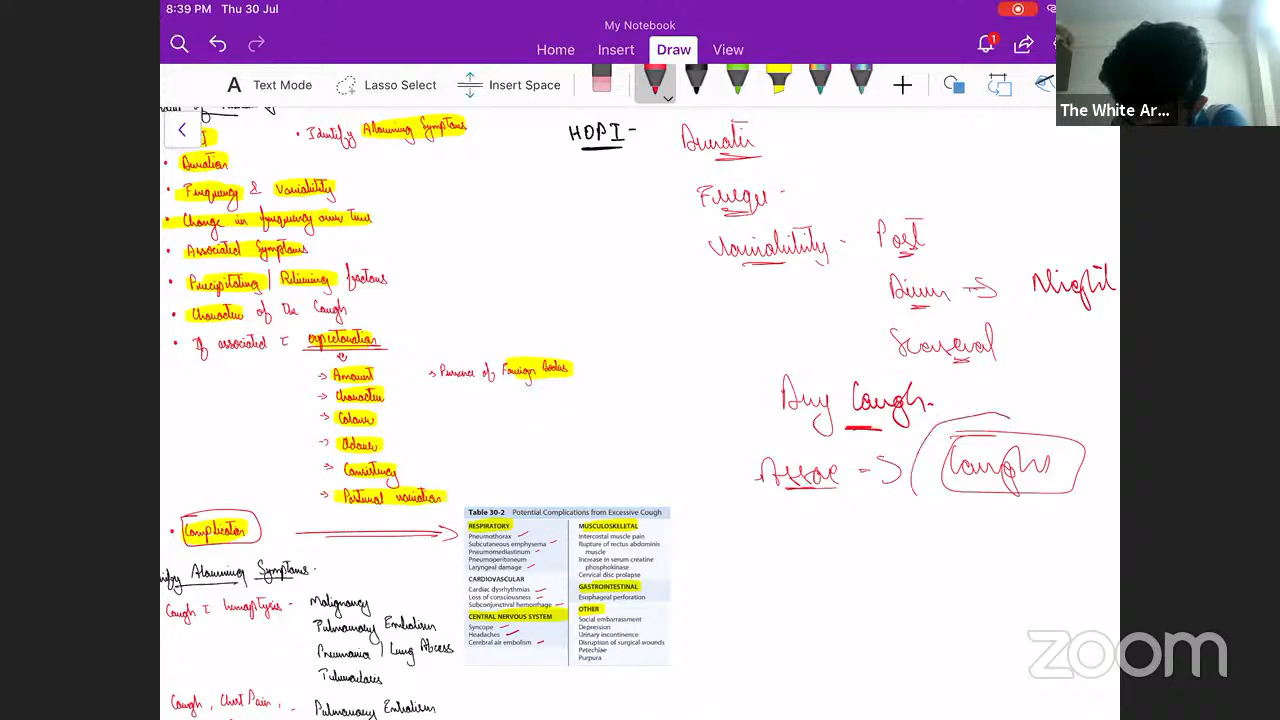 8:39 PM Thu 30 Jul
My Notebook
Home Insert Draw View
1
A Text Mode Lasso Select Insert Space
The White Ar...
• Identify Alarming Symptoms
• Duration
• Frequency & Variability
• Change in frequency over time
• Associated Symptoms
• Precipitating / Relieving factors
• Character of the Cough
• If associated c expectoration
→ Amount
→ Character
→ Colour
→ Odour
→ Consistency
→ Postural variation
→ Presence of Foreign Bodies
• Complication
Alarming Symptoms.
Cough c hemoptysis - Malignancy
Pulmonary Embolism
Pneumonia / Lung Abcess
Tuberculosis
Cough, Chest Pain, - Pulmonary Embolism
Table 30-2 Potential Complications from Excessive Cough
RESPIRATORY
Pneumothorax
Subcutaneous emphysema
Pneumomediastinum
Pneumoperitoneum
Laryngeal damage
CARDIOVASCULAR
Cardiac dysrhythmias
Loss of consciousness
Subconjunctival hemorrhage
CENTRAL NERVOUS SYSTEM
Syncope
Headaches
Cerebral air embolism
MUSCULOSKELETAL
Intercostal muscle pain
Rupture of rectus abdominis
muscle
Increase in serum creatine
phosphokinase
Cervical disc prolapse
GASTROINTESTINAL
Esophageal perforation
OTHER
Social embarrassment
Depression
Urinary incontinence
Disruption of surgical wounds
Petechiae
Purpura
HOPI -
Variability - Post
Night
Any Cough.
Assoc →
zoom